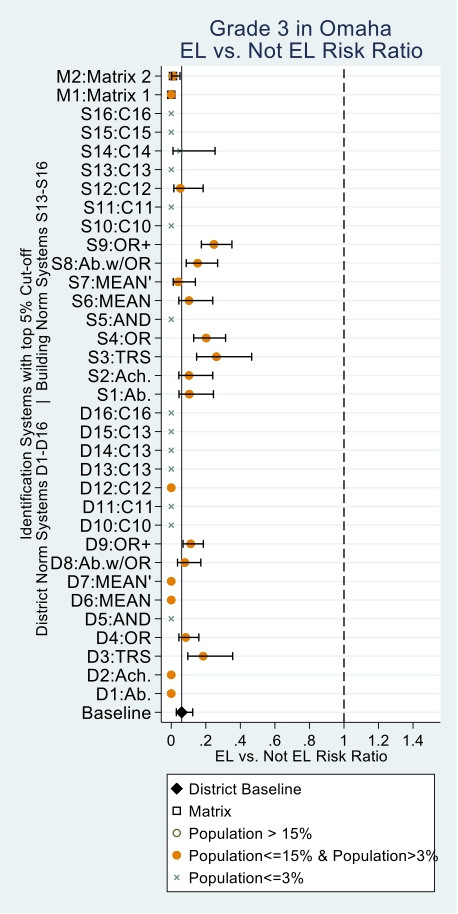 Grade 3 in Omaha
EL vs. Not EL Risk Ratio
Identification Systems with top 5% Cut-off
District Norm Systems D1-D16 | Building Norm Systems S13-S16
M2:Matrix 2
M1:Matrix 1
S16:C16
S15:C15
S14:C14
S13:C13
S12:C12
S11:C11
S10:C10
S9:OR+
S8:Ab.w/OR
S7:MEAN'
S6:MEAN
S5:AND
S4:OR
S3:TRS
S2:Ach.
S1:Ab.
D16:C16
D15:C13
D14:C13
D13:C13
D12:C12
D11:C11
D10:C10
D9:OR+
D8:Ab.w/OR
D7:MEAN'
D6:MEAN
D5:AND
D4:OR
D3:TRS
D2:Ach.
D1:Ab.
Baseline
0 .2 .4 .6 .8 1 1.2 1.4
EL vs. Not EL Risk Ratio
District Baseline
Matrix
Population > 15%
Population<=15% & Population>3%
Population<=3%